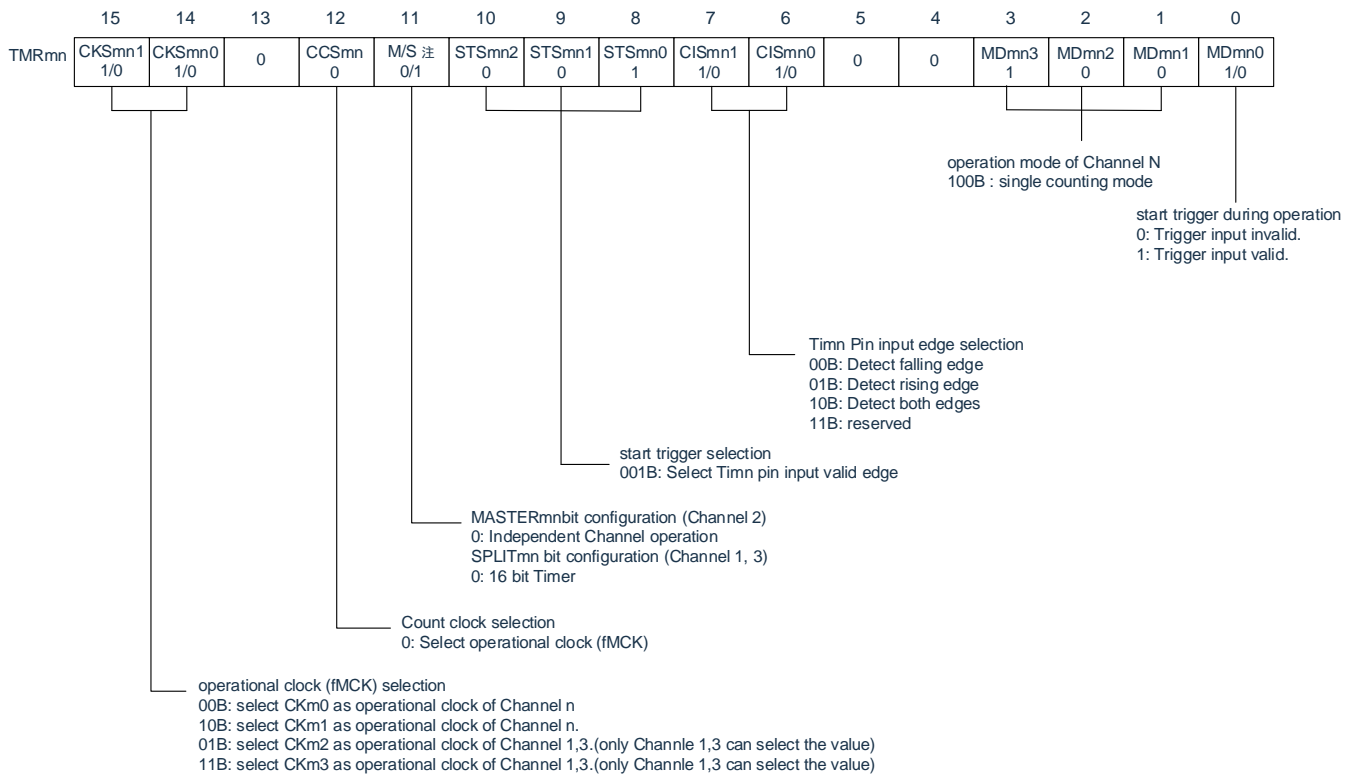 15 14 13 12 11 10 9 8 7 6 5 4 3 2 1 0
TMRmn CKSmn1 CKSmn0 0 CCSmn M/S 注 STSmn2 STSmn1 STSmn0 CISmn1 CISmn0 0 0 MDmn3 MDmn2 MDmn1 MDmn0
1/0 1/0 0 0/1 0 0 1 1/0 1/0 1 0 0 1/0
operation mode of Channel N
100B : single counting mode
start trigger during operation
0: Trigger input invalid.
1: Trigger input valid.
Timn Pin input edge selection
00B: Detect falling edge
01B: Detect rising edge
10B: Detect both edges
11B: reserved
start trigger selection
001B: Select Timn pin input valid edge
MASTERmnbit configuration (Channel 2)
0: Independent Channel operation
SPLITmn bit configuration (Channel 1, 3)
0: 16 bit Timer
Count clock selection
0: Select operational clock (fMCK)
operational clock (fMCK) selection
00B: select CKm0 as operational clock of Channel n
10B: select CKm1 as operational clock of Channel n.
01B: select CKm2 as operational clock of Channel 1,3.(only Channle 1,3 can select the value)
11B: select CKm3 as operational clock of Channel 1,3.(only Channle 1,3 can select the value)